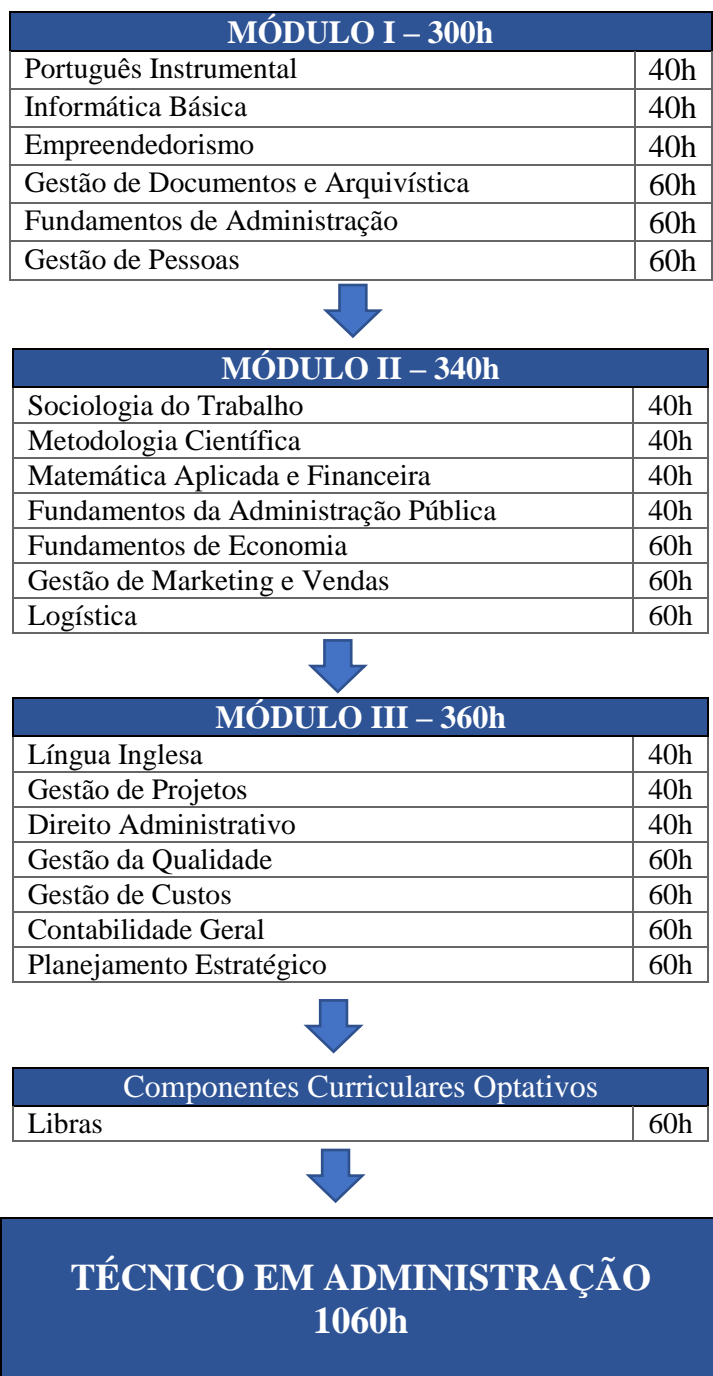 MÓDULO I – 300h
Português Instrumental 40h
Informática Básica 40h
Empreendedorismo 40h
Gestão de Documentos e Arquivística 60h
Fundamentos de Administração 60h
Gestão de Pessoas 60h
MÓDULO II – 340h
Sociologia do Trabalho 40h
Metodologia Científica 40h
Matemática Aplicada e Financeira 40h
Fundamentos da Administração Pública 40h
Fundamentos de Economia 60h
Gestão de Marketing e Vendas 60h
Logística 60h
MÓDULO III – 360h
Língua Inglesa 40h
Gestão de Projetos 40h
Direito Administrativo 40h
Gestão da Qualidade 60h
Gestão de Custos 60h
Contabilidade Geral 60h
Planejamento Estratégico 60h
Componentes Curriculares Optativos
Libras 60h
TÉCNICO EM ADMINISTRAÇÃO
1060h